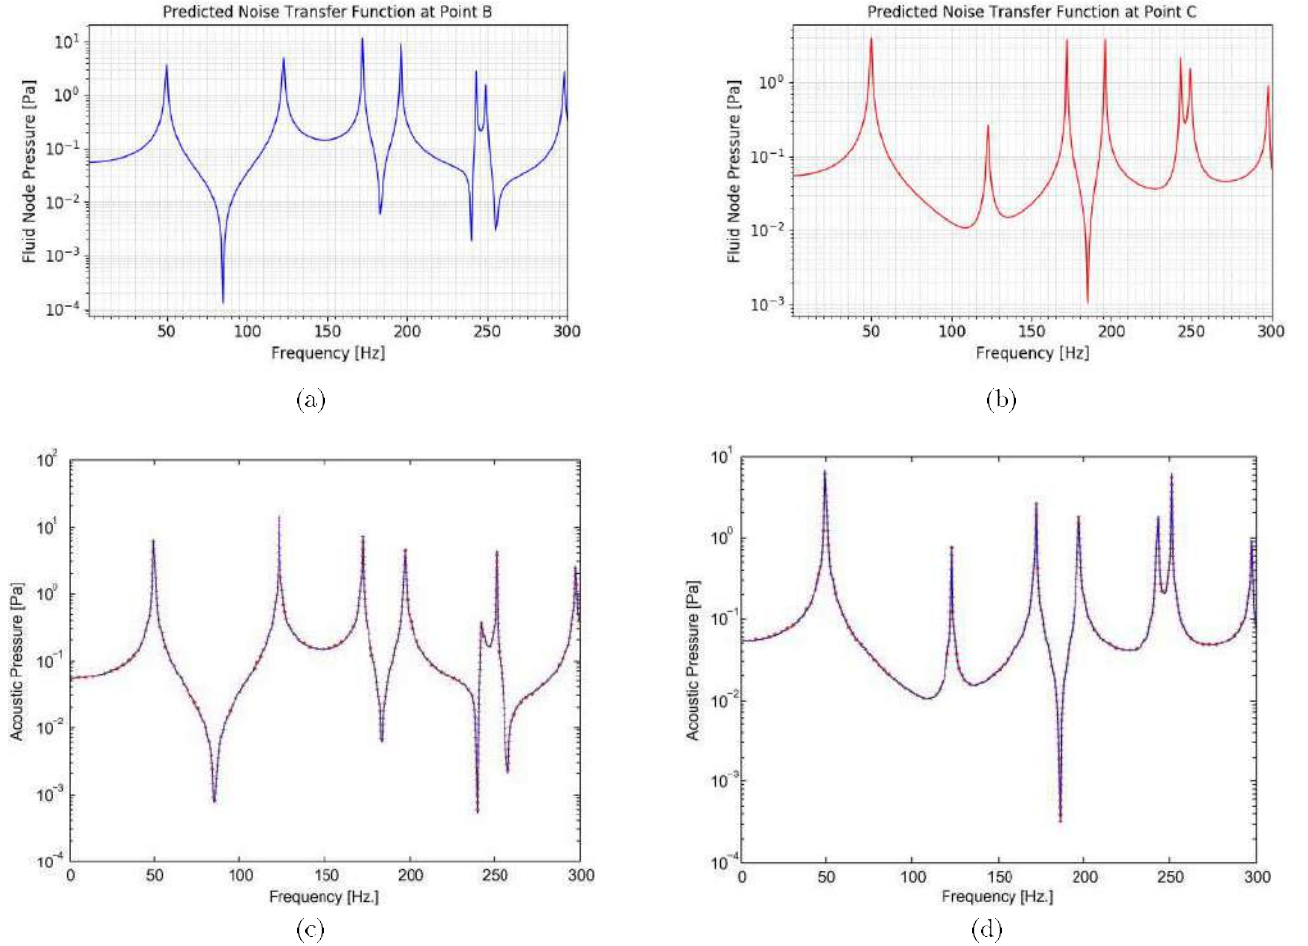 Predicted Noise Transfer Function at Point B
Fluid Node Pressure [Pa]
10¹
10⁰
10⁻¹
10⁻²
10⁻³
10⁻⁴
50 100 150 200 250 300
Frequency [Hz]
(a)
Predicted Noise Transfer Function at Point C
Fluid Node Pressure [Pa]
10⁰
10⁻¹
10⁻²
10⁻³
50 100 150 200 250 300
Frequency [Hz]
(b)
Acoustic Pressure [Pa]
10²
10¹
10⁰
10⁻¹
10⁻²
10⁻³
10⁻⁴
0 50 100 150 200 250 300
Frequency [Hz.]
(c)
Acoustic Pressure [Pa]
10¹
10⁰
10⁻¹
10⁻²
10⁻³
10⁻⁴
0 50 100 150 200 250 300
Frequency [Hz.]
(d)